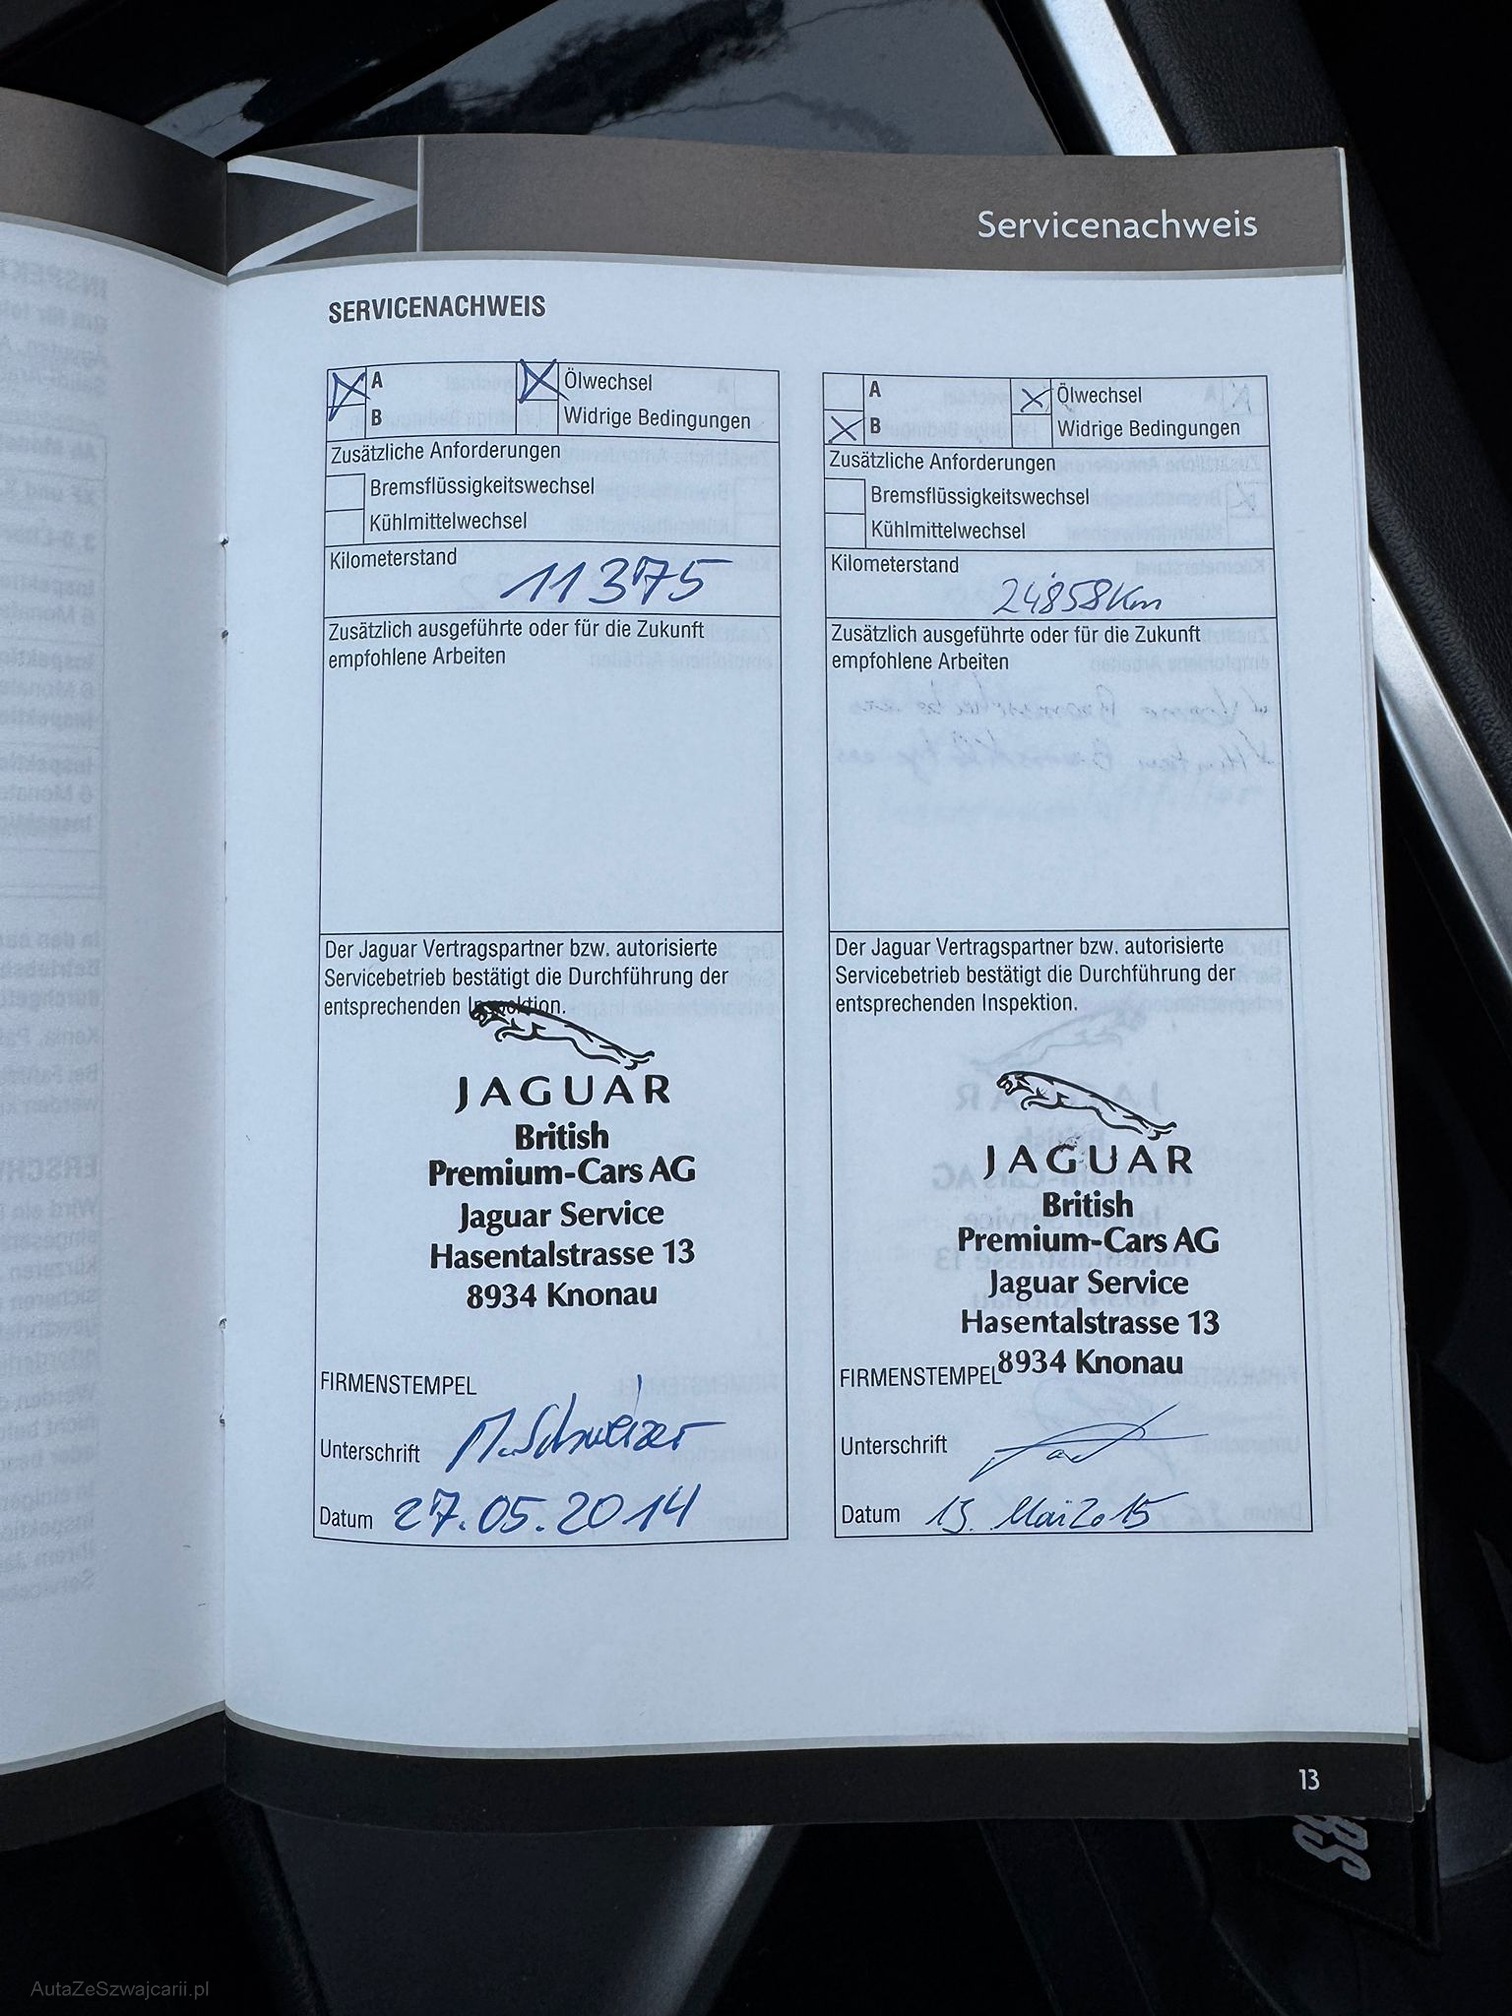 Servicenachweis
SERVICENACHWEIS
A
Ölwechsel
B
Widrige Bedingungen
Zusätzliche Anforderungen
Bremsflüssigkeitswechsel
Kühlmittelwechsel
Kilometerstand
11375
Zusätzlich ausgeführte oder für die Zukunft
empfohlene Arbeiten
Der Jaguar Vertragspartner bzw. autorisierte
Servicebetrieb bestätigt die Durchführung der
entsprechenden Inspektion.
JAGUAR
British
Premium-Cars AG
Jaguar Service
Hasentalstrasse 13
8934 Knonau
FIRMENSTEMPEL
Unterschrift M. Schweizer
Datum 27.05.2014
A
Ölwechsel
B
Widrige Bedingungen
Zusätzliche Anforderungen
Bremsflüssigkeitswechsel
Kühlmittelwechsel
Kilometerstand
24'858 Km
Zusätzlich ausgeführte oder für die Zukunft
empfohlene Arbeiten
Der Jaguar Vertragspartner bzw. autorisierte
Servicebetrieb bestätigt die Durchführung der
entsprechenden Inspektion.
JAGUAR
British
Premium-Cars AG
Jaguar Service
Hasentalstrasse 13
8934 Knonau
FIRMENSTEMPEL
Unterschrift
Datum 13. Mai 2015
13
AutaZeSzwajcarii.pl